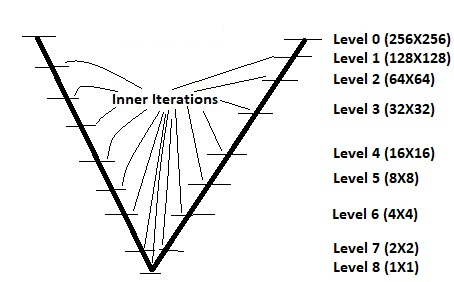 Inner Iterations
Level 0 (256X256)
Level 1 (128X128)
Level 2 (64X64)
Level 3 (32X32)
Level 4 (16X16)
Level 5 (8X8)
Level 6 (4X4)
Level 7 (2X2)
Level 8 (1X1)